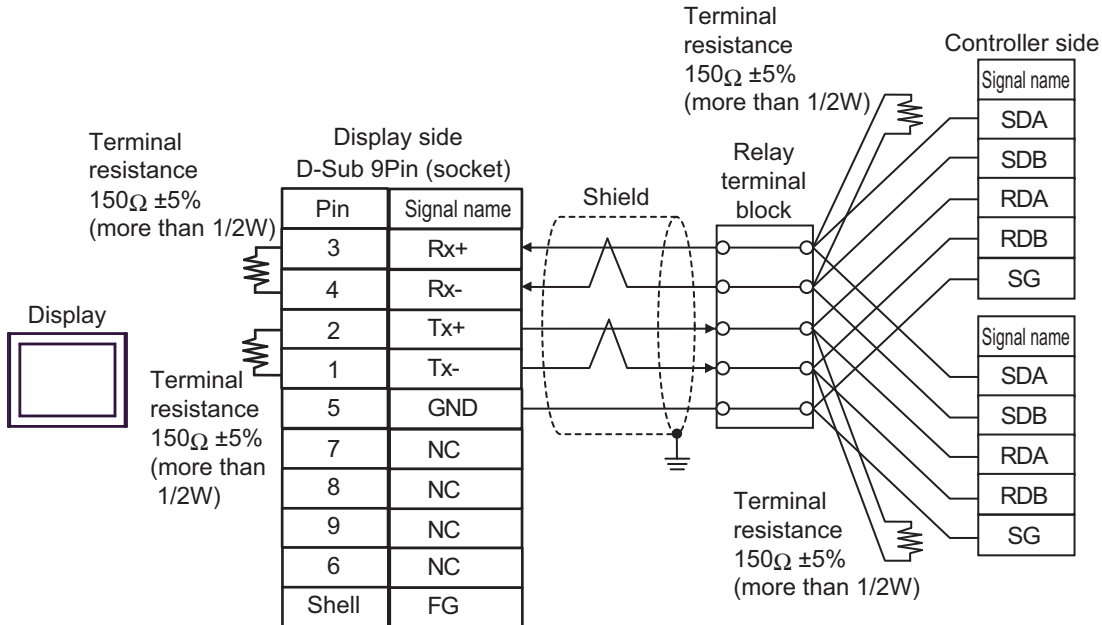 Terminal
resistance
150Ω ±5%
(more than 1/2W)
Controller side
Signal name
SDA
SDB
RDA
RDB
SG
Signal name
SDA
SDB
RDA
RDB
SG
Terminal
resistance
150Ω ±5%
(more than 1/2W)
Display side
D-Sub 9Pin (socket)
Pin Signal name
3 Rx+
4 Rx-
2 Tx+
1 Tx-
5 GND
7 NC
8 NC
9 NC
6 NC
Shell FG
Shield
Relay
terminal
block
Display
Terminal
resistance
150Ω ±5%
(more than
1/2W)
Terminal
resistance
150Ω ±5%
(more than 1/2W)